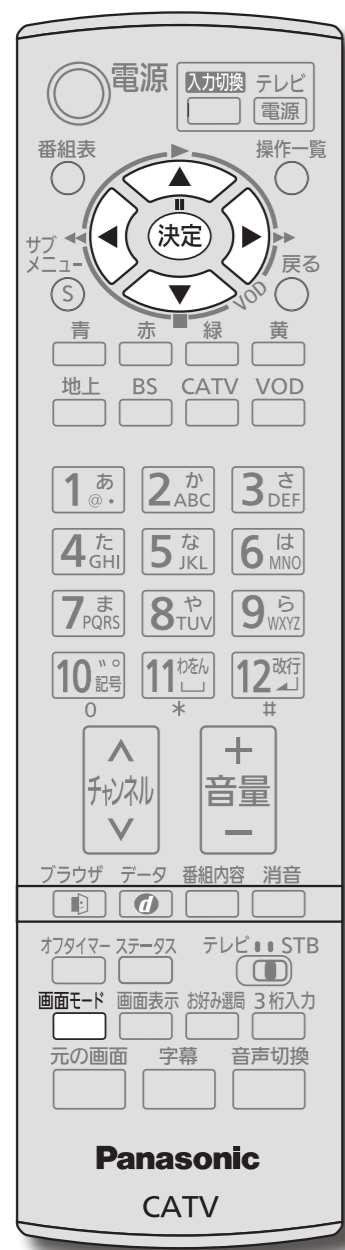 電源 入力切換 テレビ
電源
番組表 操作一覧
決定
サブ
メニュー 戻る
S VOD
青 赤 緑 黄
地上 BS CATV VOD
1 あ @. 2 か ABC 3 さ DEF
4 た GHI 5 な JKL 6 は MNO
7 ま PQRS 8 や TUV 9 ら WXYZ
10 ゛゜ 記号 11 わをん 12 改行
0 * #
チャンネル + 音量 −
ブラウザ データ 番組内容 消音
d
オフタイマー ステータス テレビ STB
画面モード 画面表示 お好み選局 3桁入力
元の画面 字幕 音声切換
Panasonic
CATV